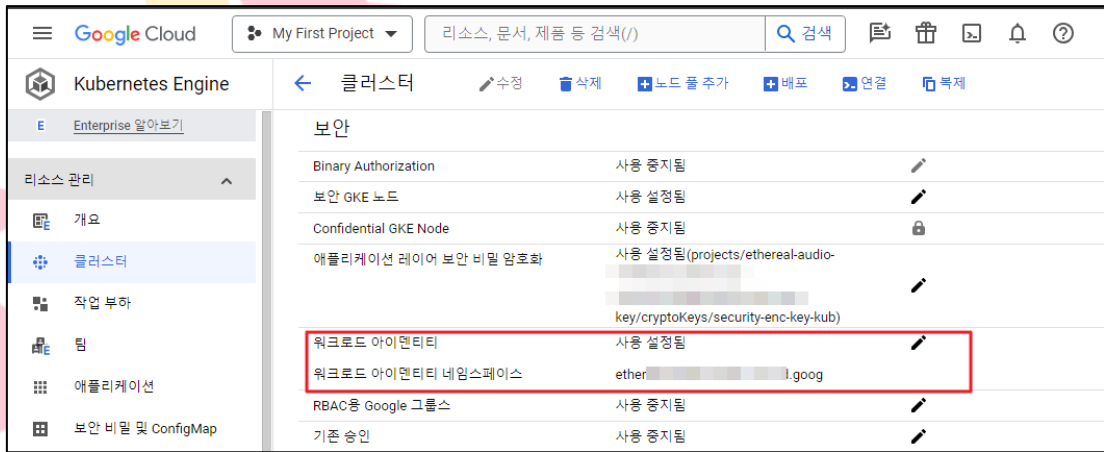 Google Cloud
My First Project
리소스, 문서, 제품 등 검색(/)
검색
Kubernetes Engine
클러스터
수정
삭제
노드 풀 추가
배포
연결
복제
E Enterprise 알아보기
보안
리소스 관리
Binary Authorization 사용 중지됨
보안 GKE 노드 사용 설정됨
개요
Confidential GKE Node 사용 중지됨
클러스터
애플리케이션 레이어 보안 비밀 암호화 사용 설정됨(projects/ethereal-audio-
key/cryptoKeys/security-enc-key-kub)
작업 부하
팀
워크로드 아이덴티티 사용 설정됨
워크로드 아이덴티티 네임스페이스 ether .goog
애플리케이션
RBAC용 Google 그룹스 사용 중지됨
보안 비밀 및 ConfigMap
기존 승인 사용 중지됨